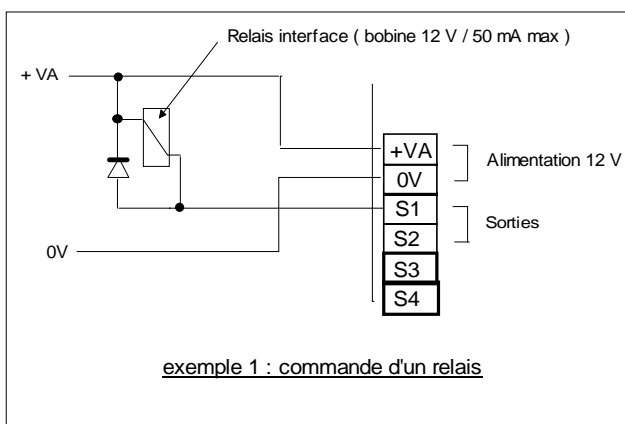 Relais interface ( bobine 12 V / 50 mA max )
+ VA
+VA
Alimentation 12 V
0V
S1
Sorties
S2
0V
S3
S4
exemple 1 : commande d'un relais